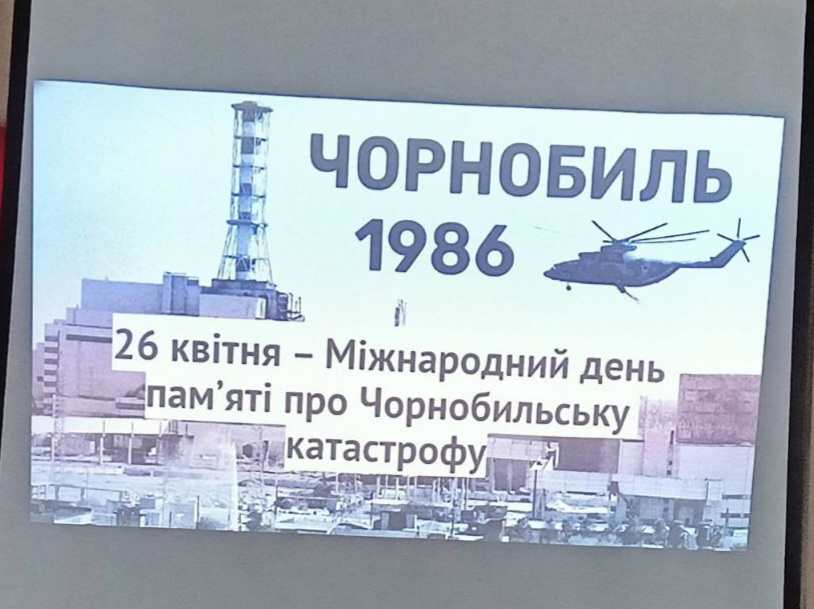 ЧОРНОБИЛЬ
1986
26 квітня – Міжнародний день
пам’яті про Чорнобильську
катастрофу